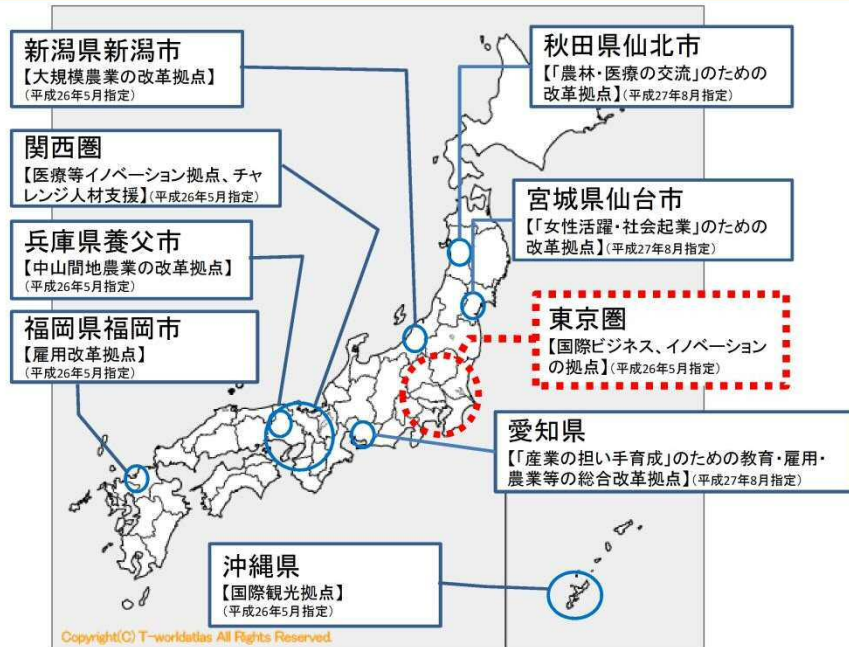 新潟県新潟市
【大規模農業の改革拠点】
(平成26年5月指定)
関西圏
【医療等イノベーション拠点、チャ
レンジ人材支援】(平成26年5月指定)
兵庫県養父市
【中山間地農業の改革拠点】
(平成26年5月指定)
福岡県福岡市
【雇用改革拠点】
(平成26年5月指定)
秋田県仙北市
【「農林・医療の交流」のための
改革拠点】(平成27年8月指定)
宮城県仙台市
【「女性活躍・社会起業」のための
改革拠点】(平成27年8月指定)
東京圏
【国際ビジネス、イノベーション
の拠点】(平成26年5月指定)
愛知県
【「産業の担い手育成」のための教育・雇用・
農業等の総合改革拠点】(平成27年8月指定)
沖縄県
【国際観光拠点】
(平成26年5月指定)
Copyright(C) T-worldatlas All Rights Reserved.